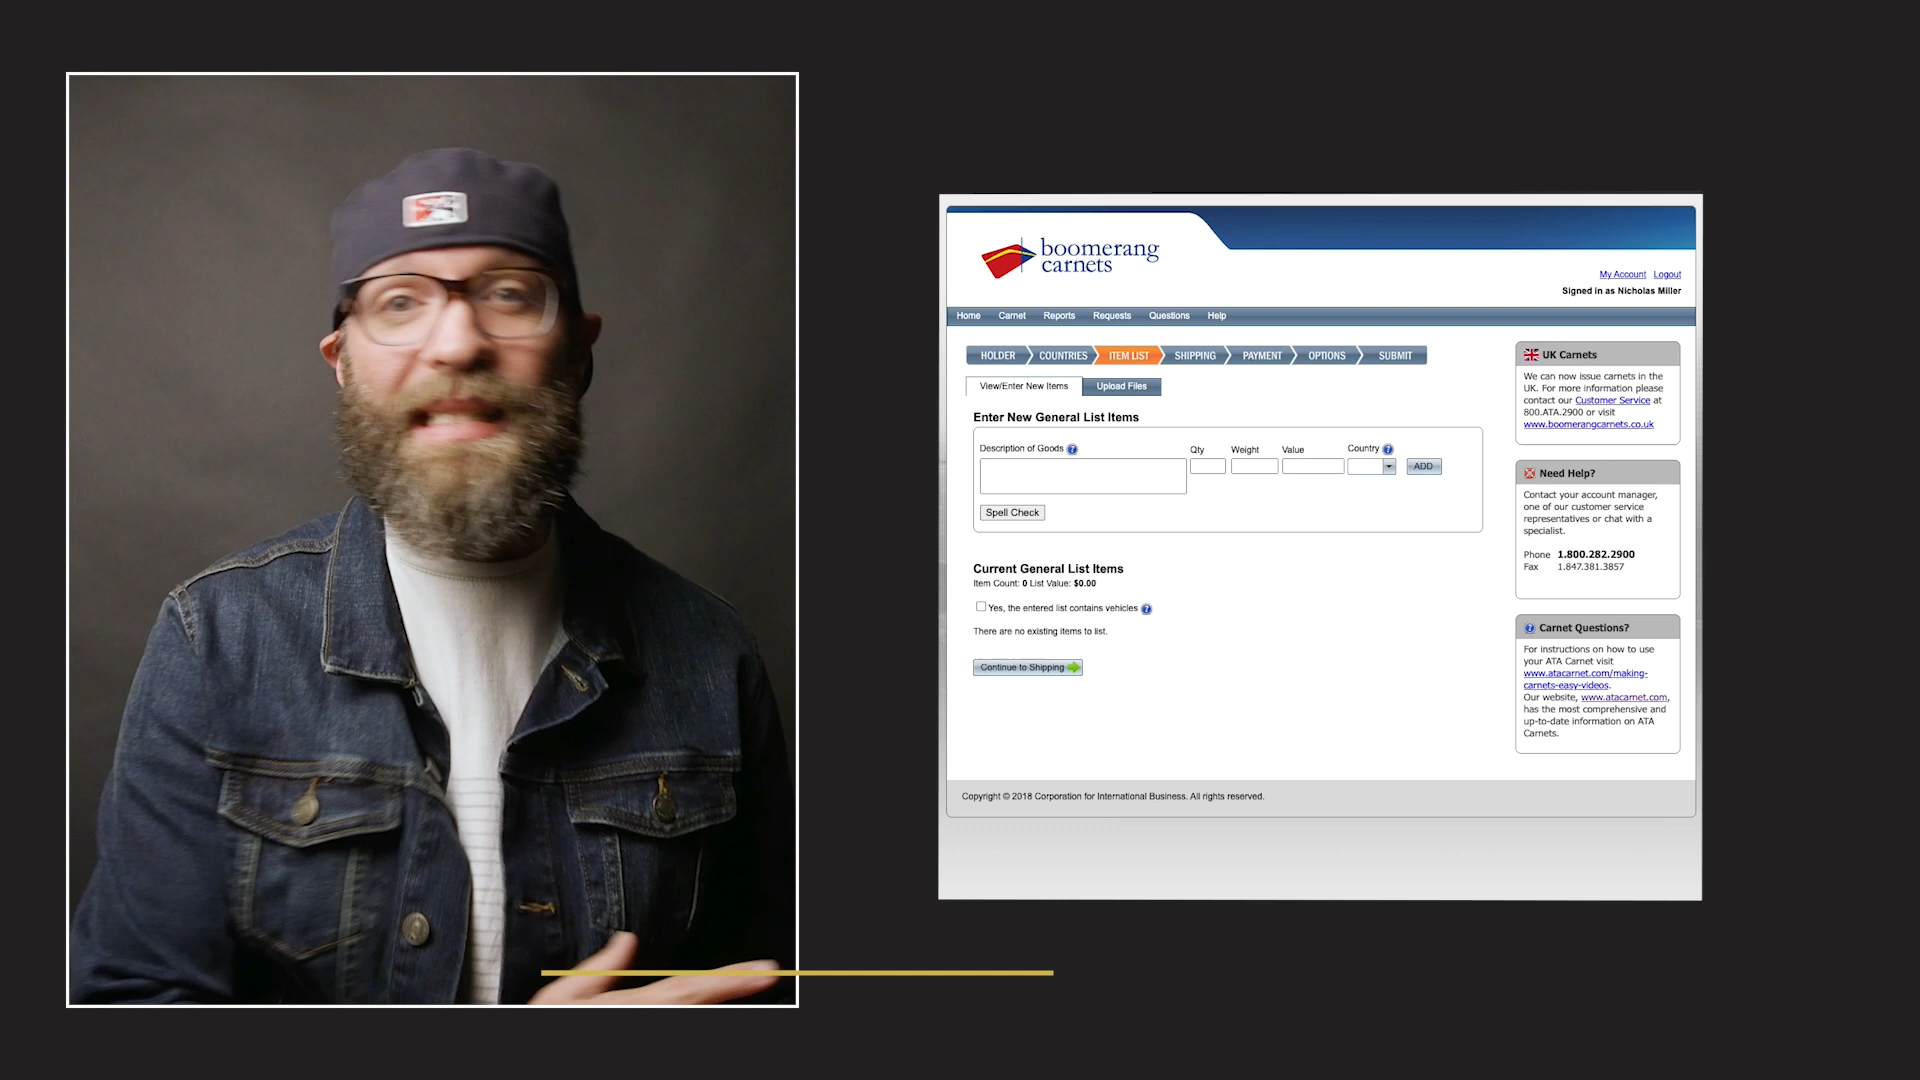 boomerang
carnets
My Account Logout
Signed in as Nicholas Miller
Home Carnet Reports Requests Questions Help
HOLDER COUNTRIES ITEM LIST SHIPPING PAYMENT OPTIONS SUBMIT
View/Enter New Items Upload Files
Enter New General List Items
Description of Goods ? Qty Weight Value Country ? ADD
Spell Check
Current General List Items
Item Count: 0 List Value: $0.00
Yes, the entered list contains vehicles ?
There are no existing items to list.
Continue to Shipping
UK Carnets
We can now issue carnets in the
UK. For more information please
contact our Customer Service at
800.ATA.2900 or visit
www.boomerangcarnets.co.uk
Need Help?
Contact your account manager,
one of our customer service
representatives or chat with a
specialist.
Phone 1.800.282.2900
Fax 1.847.381.3857
? Carnet Questions?
For instructions on how to use
your ATA Carnet visit
www.atacarnet.com/making-
carnets-easy-videos.
Our website, www.atacarnet.com,
has the most comprehensive and
up-to-date information on ATA
Carnets.
Copyright © 2018 Corporation for International Business. All rights reserved.